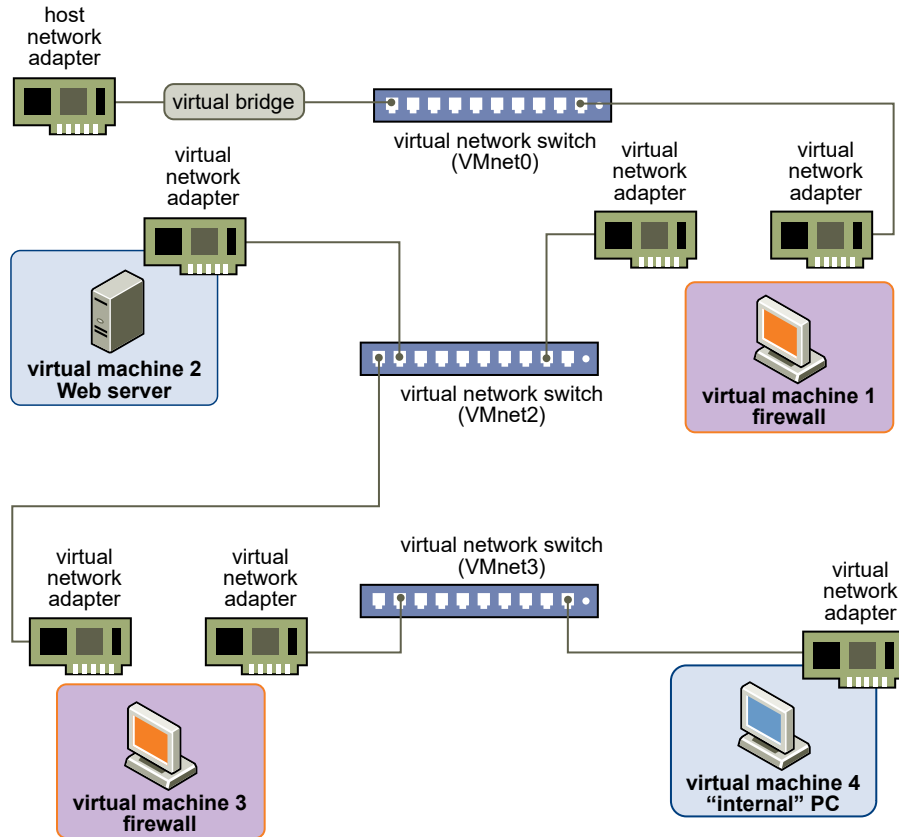 host
network
adapter
virtual bridge
virtual network switch
(VMnet0)
virtual
network
adapter
virtual
network
adapter
virtual
network
adapter
virtual machine 2
Web server
virtual network switch
(VMnet2)
virtual machine 1
firewall
virtual
network
adapter
virtual
network
adapter
virtual network switch
(VMnet3)
virtual
network
adapter
virtual machine 3
firewall
virtual machine 4
“internal” PC